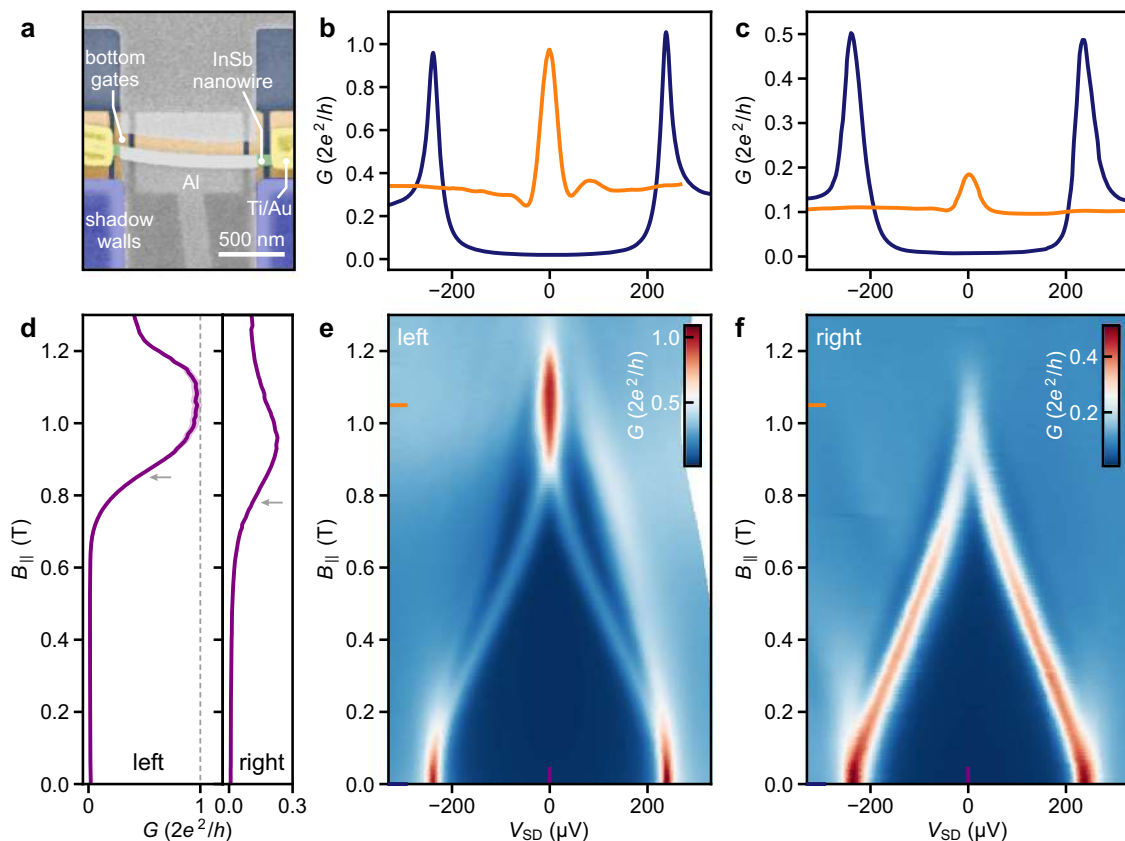 a
bottom
gates
InSb
nanowire
Al
Ti/Au
shadow
walls
500 nm
b
G (2e²/h)
1.0
0.8
0.6
0.4
0.2
0.0
−200
0
200
c
G (2e²/h)
0.5
0.4
0.3
0.2
0.1
0.0
−200
0
200
d
B|| (T)
1.2
1.0
0.8
0.6
0.4
0.2
0.0
left
right
0
1
0.0
0.3
G (2e²/h)
e
left
1.0
0.5
G (2e²/h)
B|| (T)
1.2
1.0
0.8
0.6
0.4
0.2
0.0
−200
0
200
V_SD (µV)
f
right
0.4
0.2
G (2e²/h)
B|| (T)
1.2
1.0
0.8
0.6
0.4
0.2
0.0
−200
0
200
V_SD (µV)